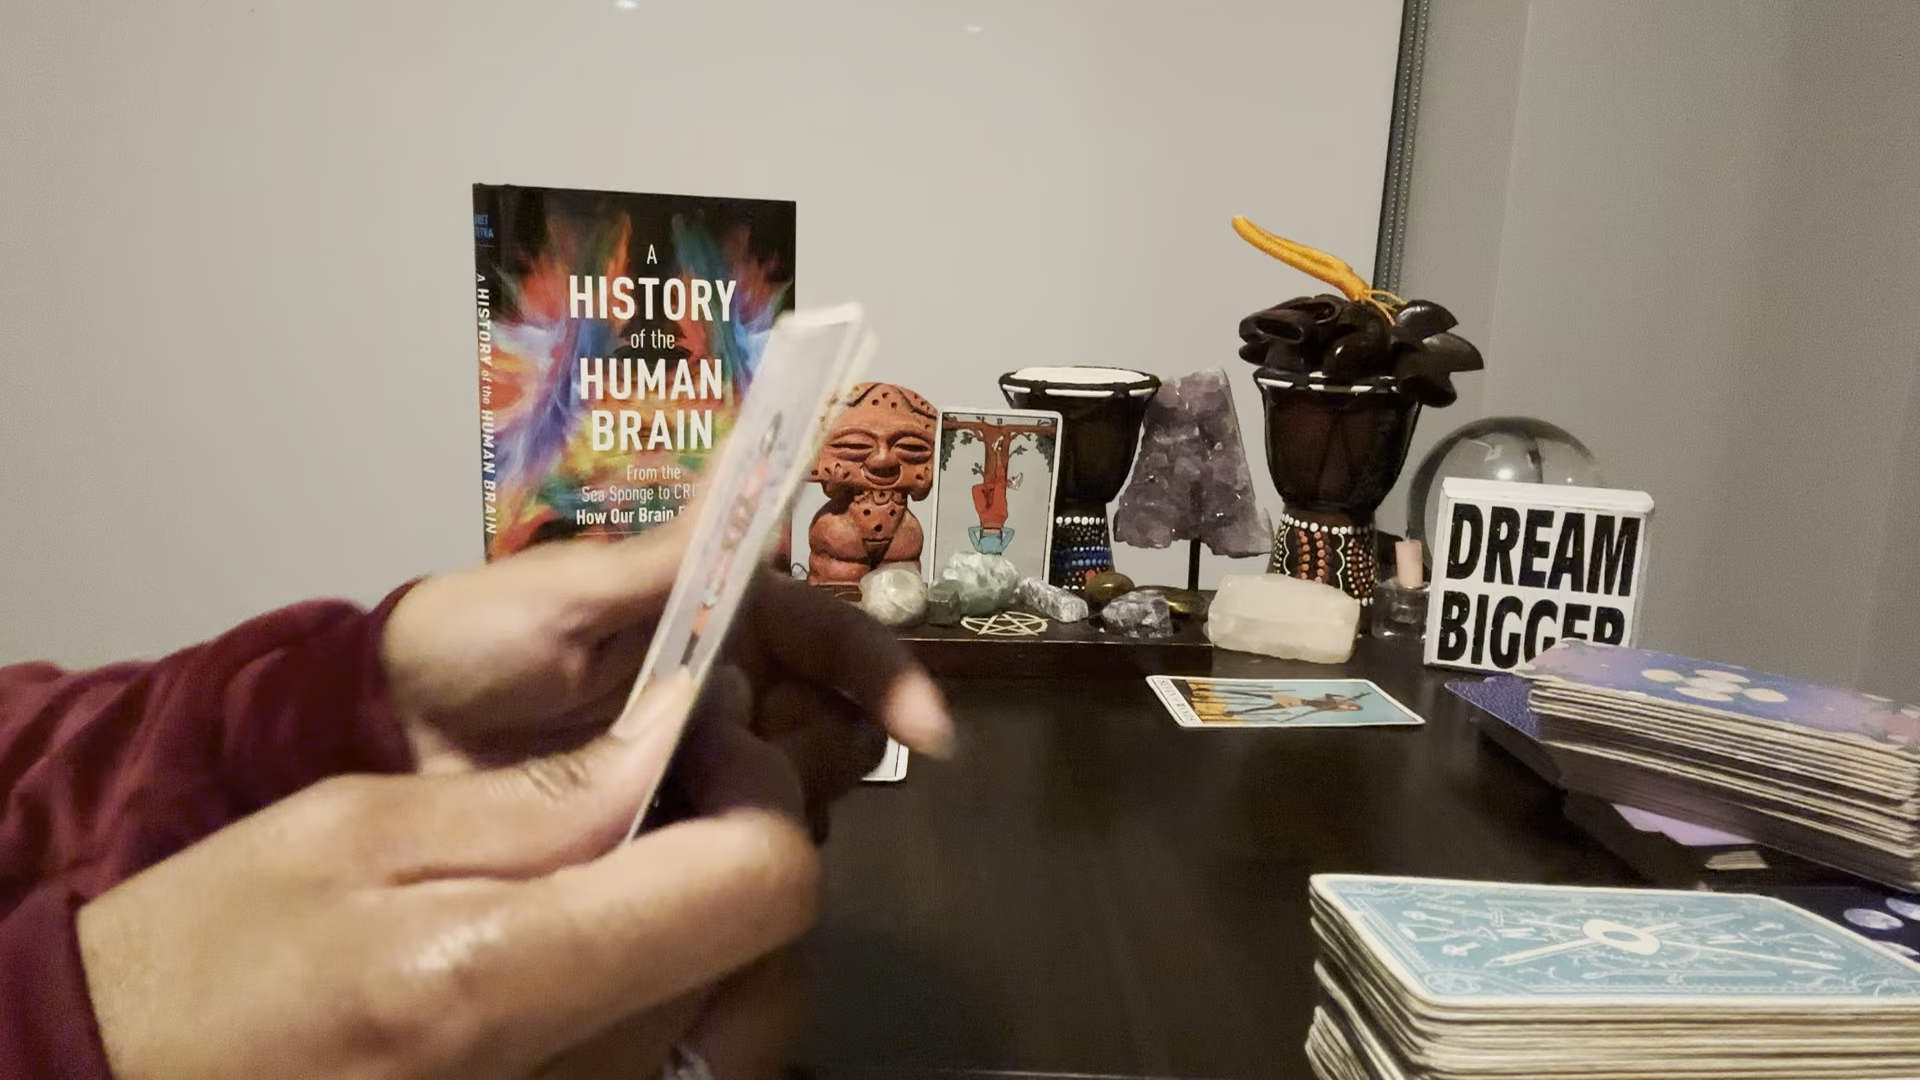 A
HISTORY
of the
HUMAN
BRAIN
From the
Sea Sponge to
How Our Brain
A HISTORY of the HUMAN BRAIN
DREAM
BIGGER